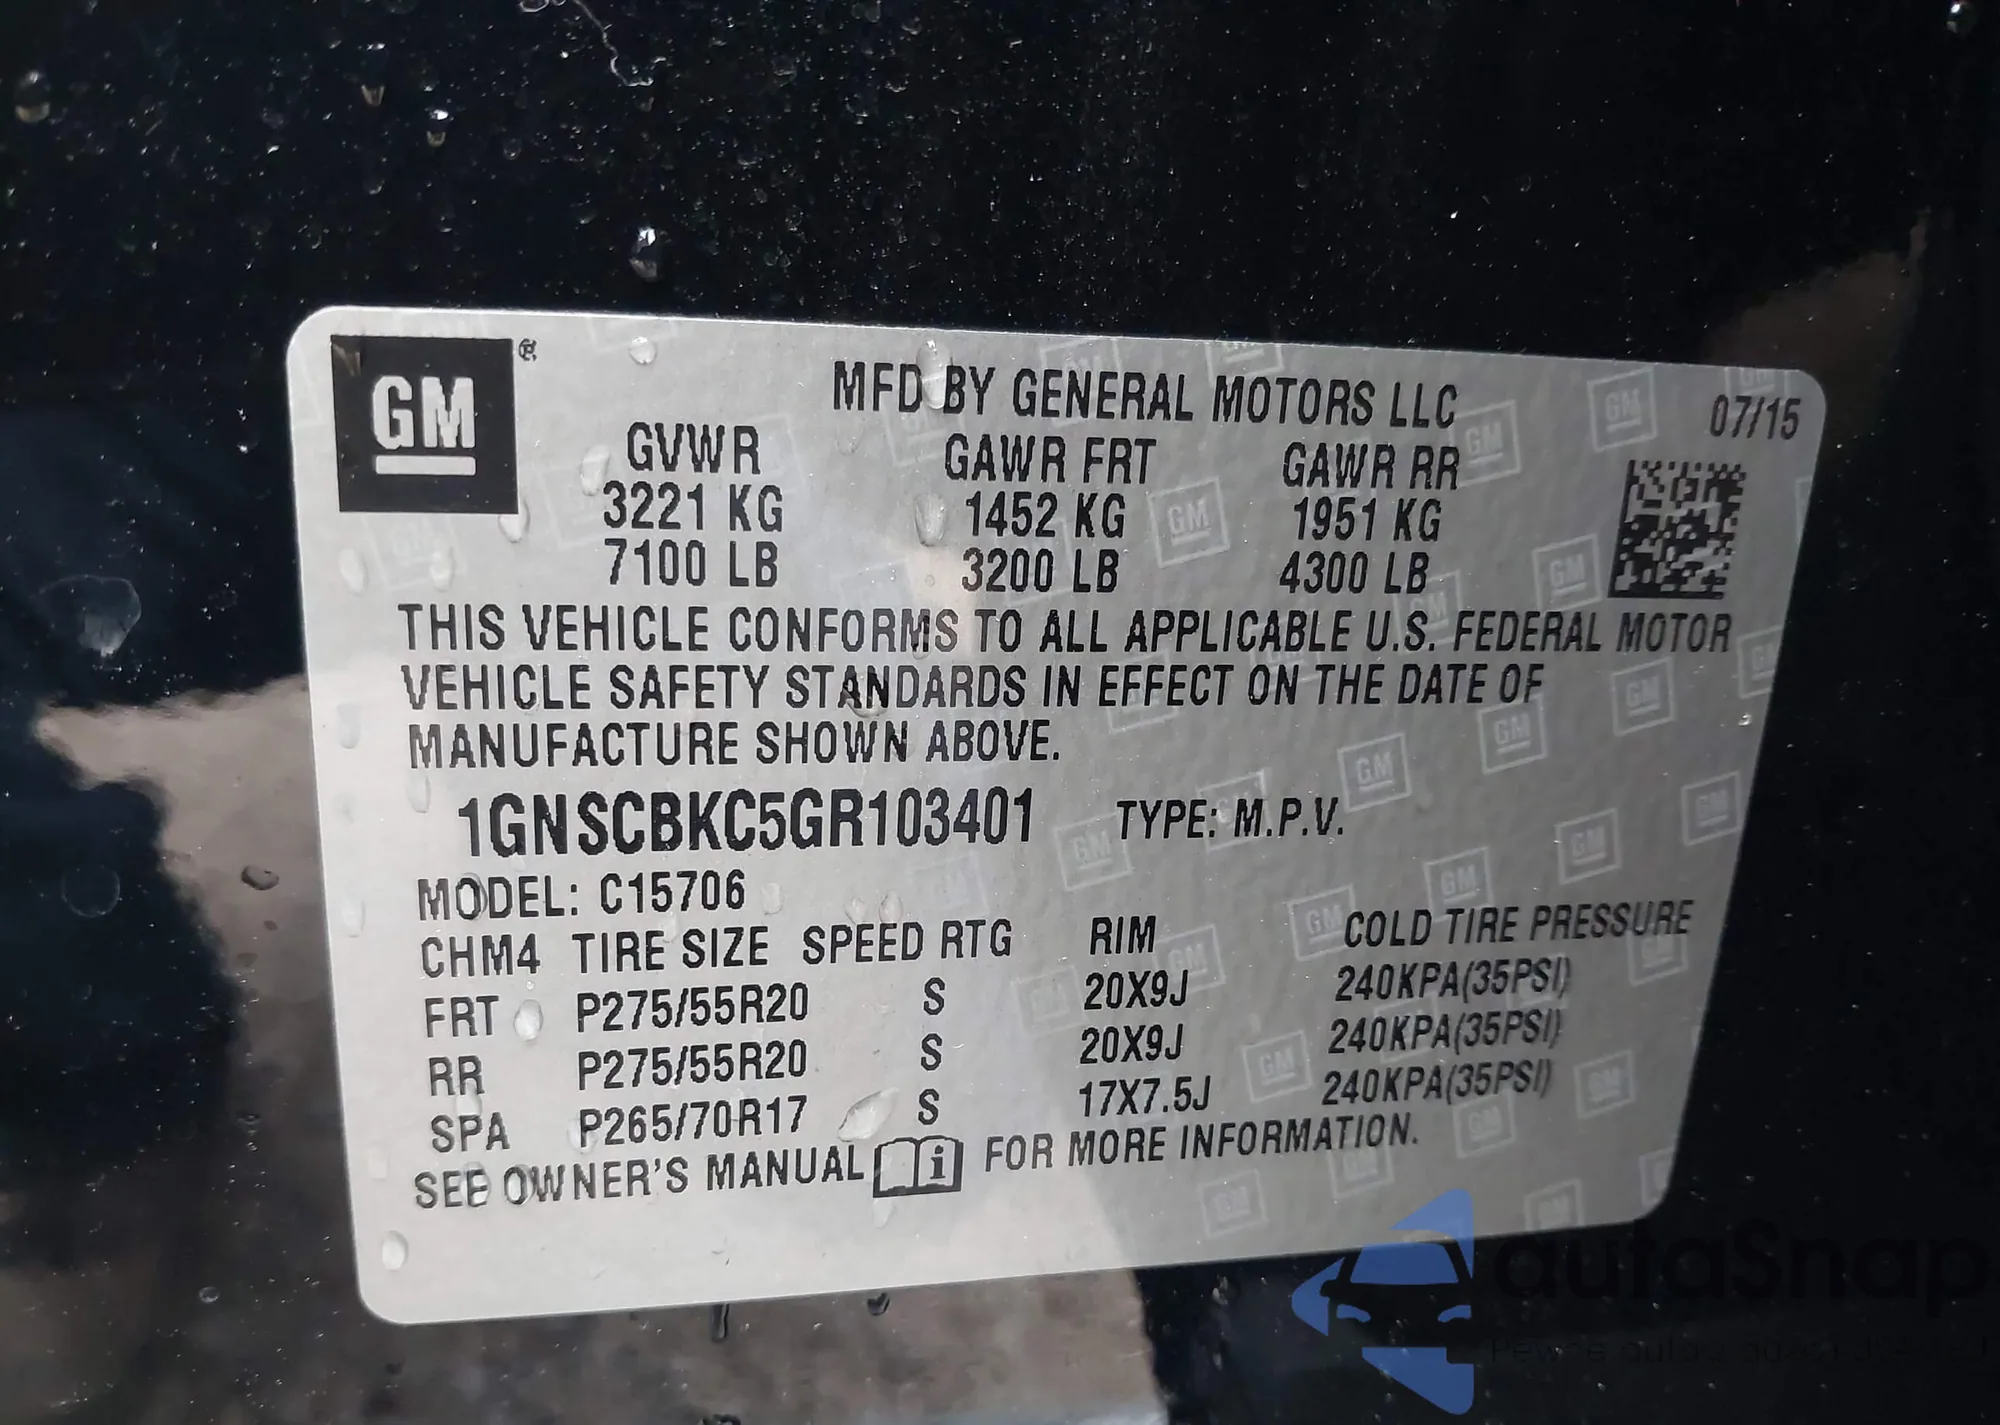 GM ®
MFD BY GENERAL MOTORS LLC
07/15
GVWR GAWR FRT GAWR RR
3221 KG 1452 KG 1951 KG
7100 LB 3200 LB 4300 LB
THIS VEHICLE CONFORMS TO ALL APPLICABLE U.S. FEDERAL MOTOR
VEHICLE SAFETY STANDARDS IN EFFECT ON THE DATE OF
MANUFACTURE SHOWN ABOVE.
1GNSCBKC5GR103401 TYPE: M.P.V.
MODEL: C15706
CHM4 TIRE SIZE SPEED RTG RIM COLD TIRE PRESSURE
FRT P275/55R20 S 20X9J 240KPA(35PSI)
RR P275/55R20 S 20X9J 240KPA(35PSI)
SPA P265/70R17 S 17X7.5J 240KPA(35PSI)
SEE OWNER'S MANUAL i FOR MORE INFORMATION.
autaSnap